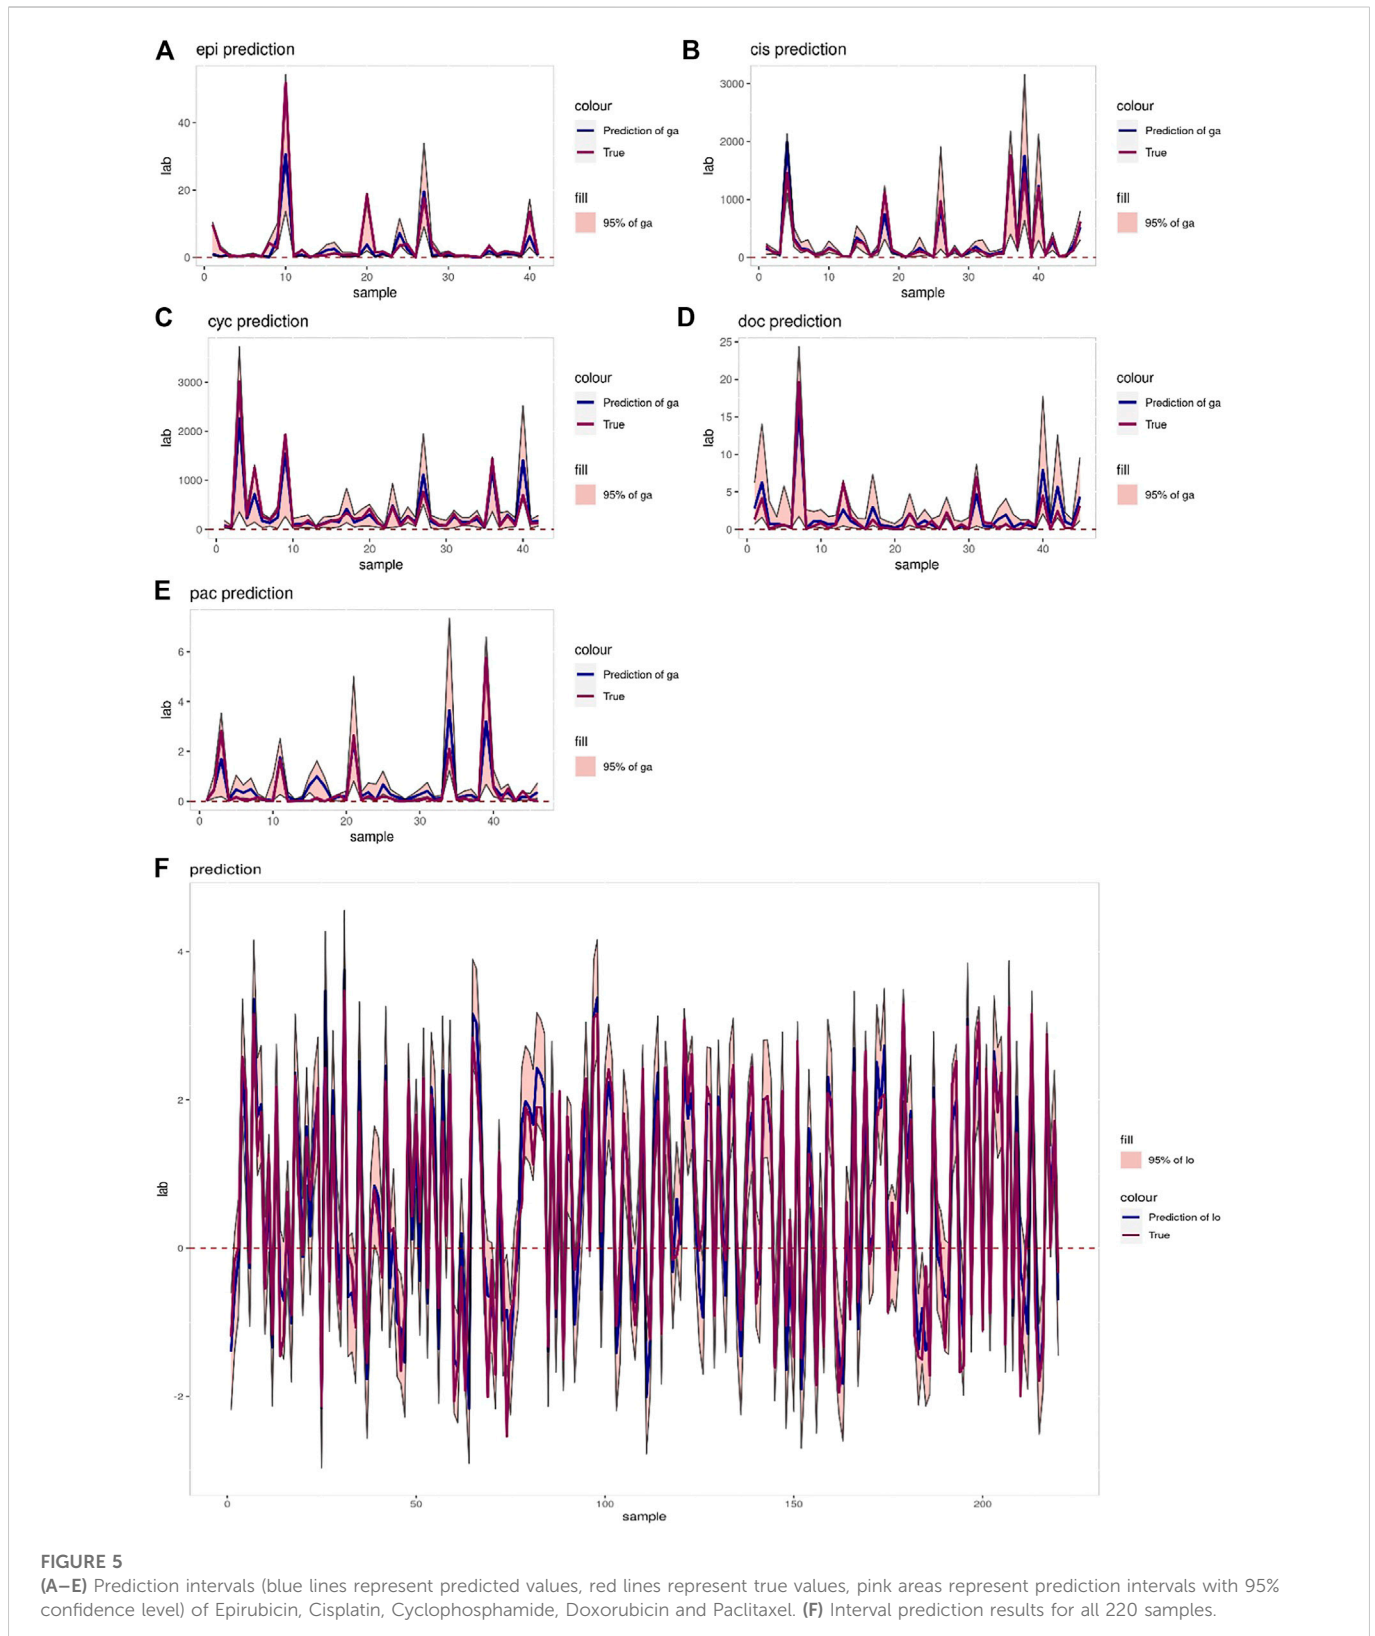 A
epi prediction
lab
40
20
0
0
10
20
30
40
sample
colour
Prediction of ga
True
fill
95% of ga
B
cis prediction
lab
3000
2000
1000
0
0
10
20
30
40
sample
colour
Prediction of ga
True
fill
95% of ga
C
cyc prediction
lab
3000
2000
1000
0
0
10
20
30
40
sample
colour
Prediction of ga
True
fill
95% of ga
D
doc prediction
lab
25
20
15
10
5
0
0
10
20
30
40
sample
colour
Prediction of ga
True
fill
95% of ga
E
pac prediction
lab
6
4
2
0
0
10
20
30
40
sample
colour
Prediction of ga
True
fill
95% of ga
F
prediction
lab
4
2
0
-2
0
50
100
150
200
sample
fill
95% of lo
colour
Prediction of lo
True
FIGURE 5
(A–E) Prediction intervals (blue lines represent predicted values, red lines represent true values, pink areas represent prediction intervals with 95%
confidence level) of Epirubicin, Cisplatin, Cyclophosphamide, Doxorubicin and Paclitaxel. (F) Interval prediction results for all 220 samples.